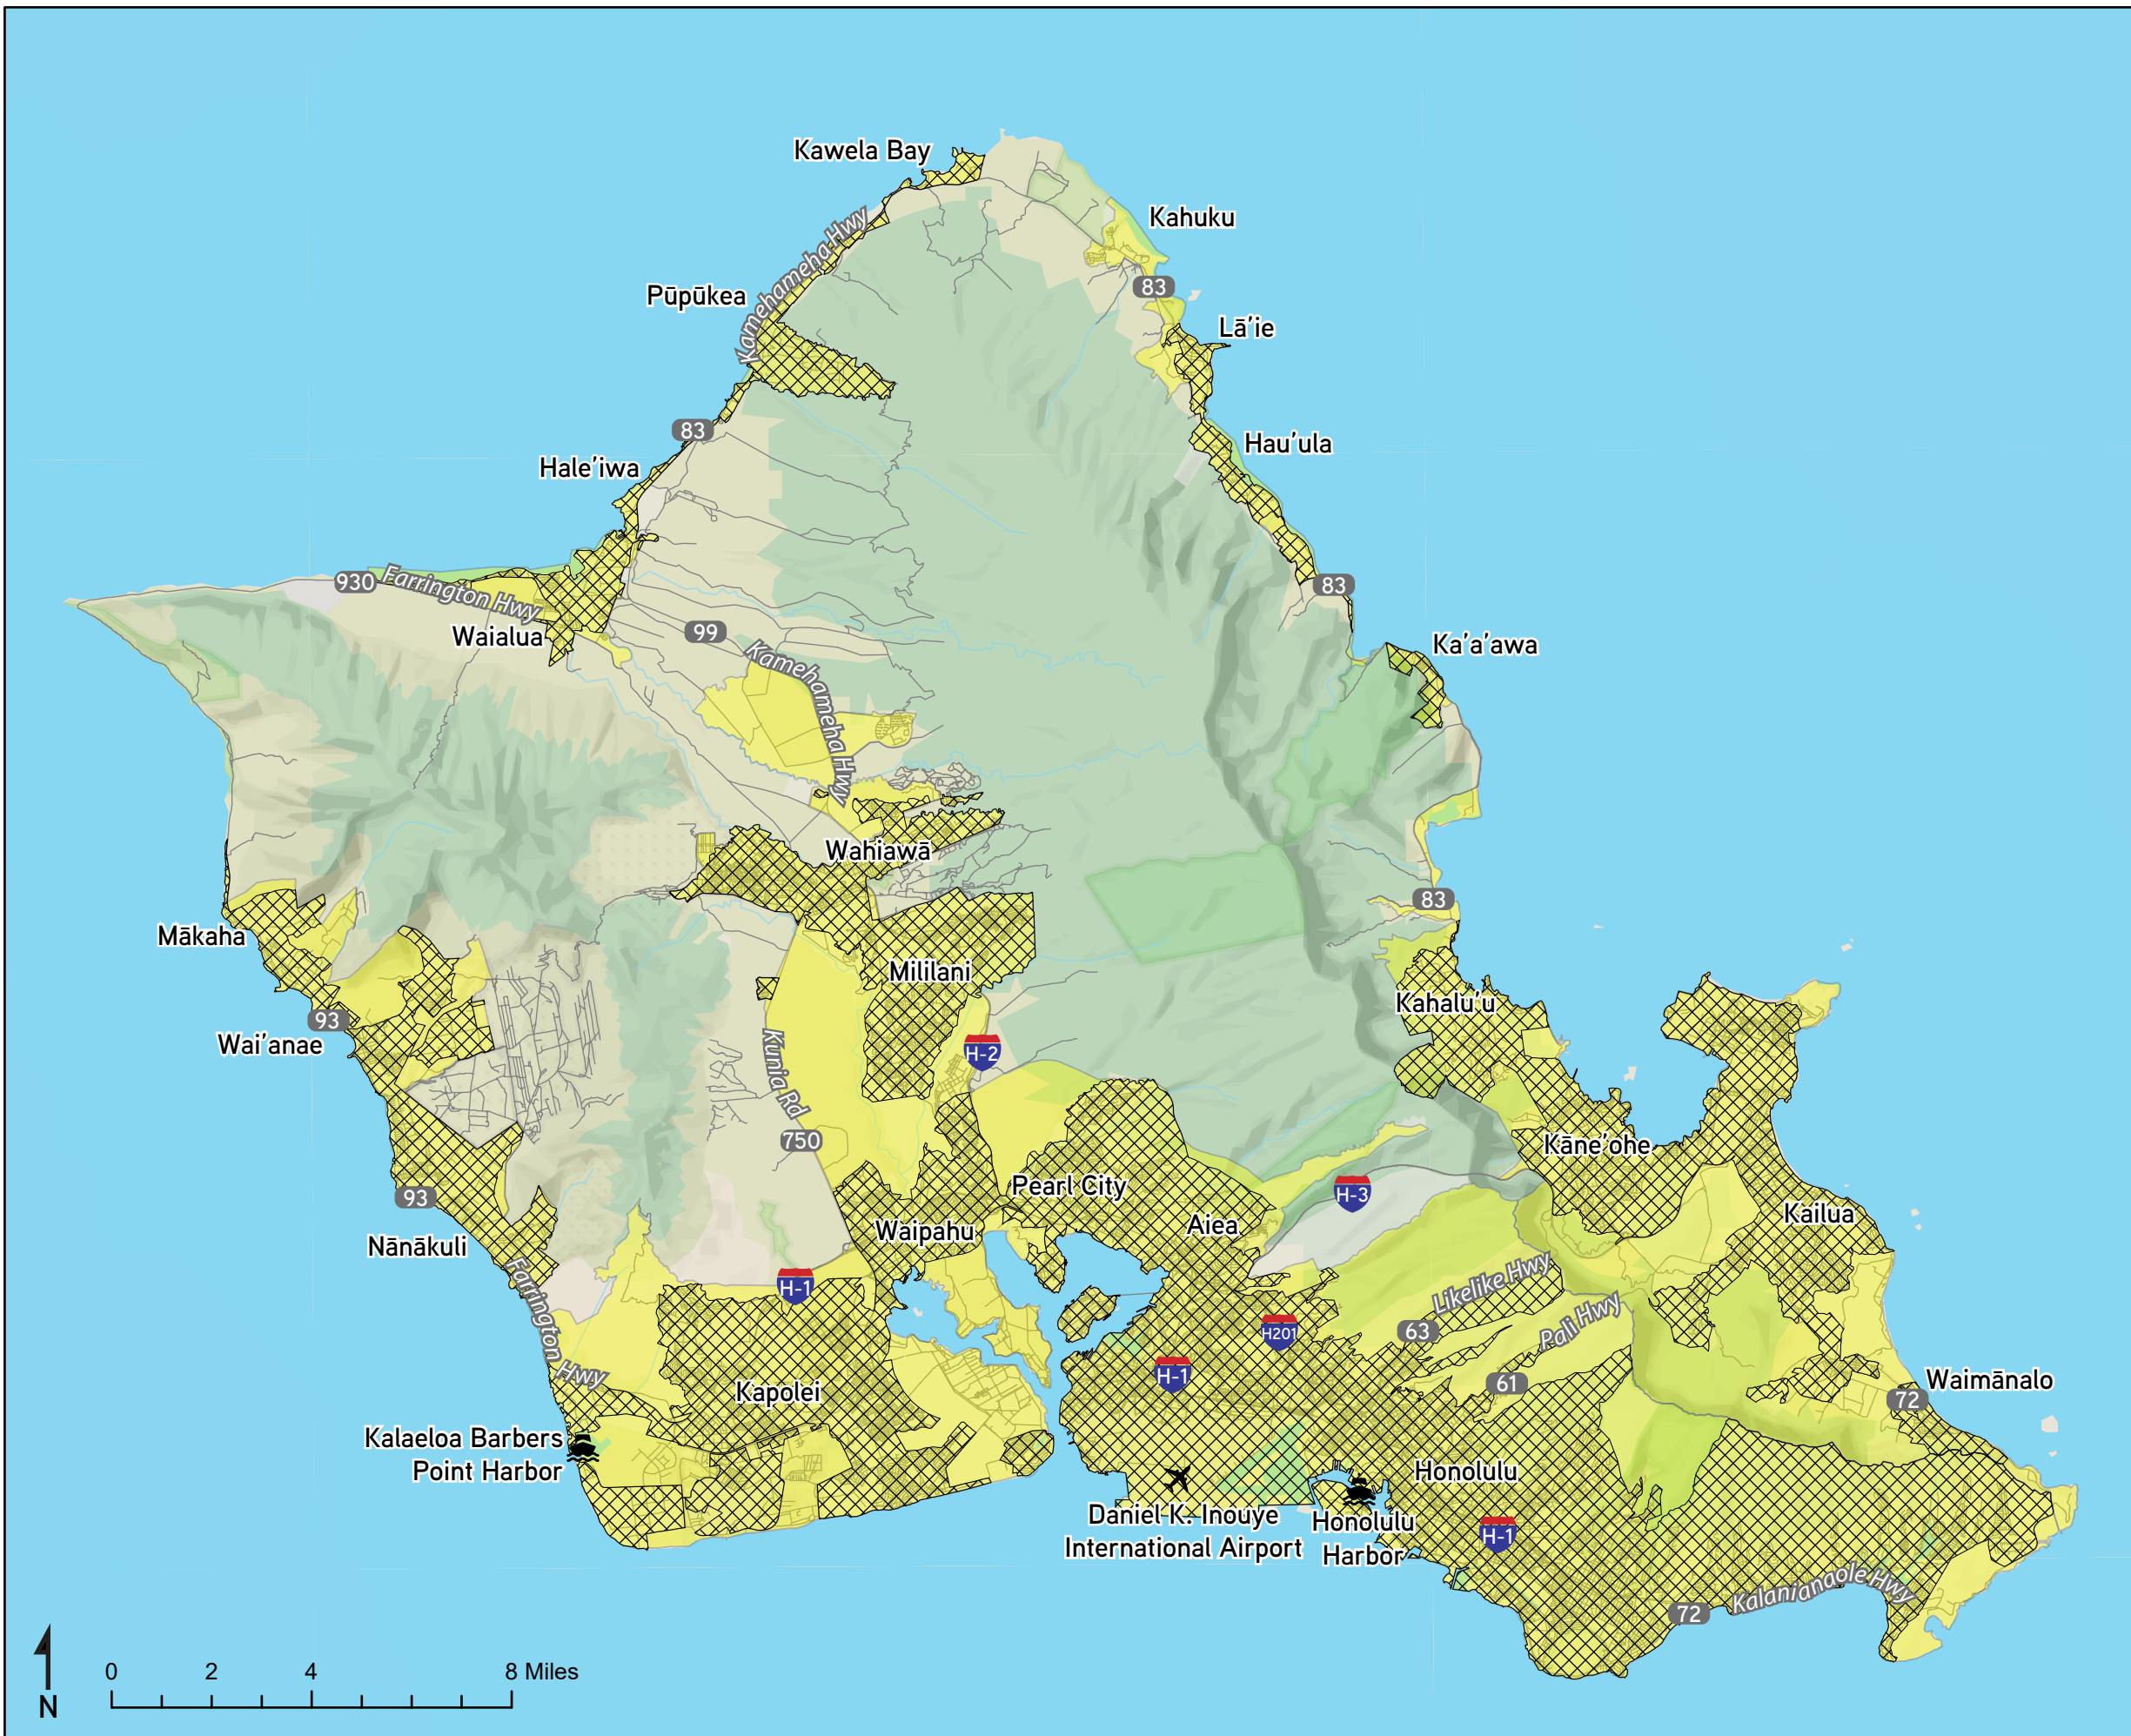 Kawela Bay
Kahuku
Kamehameha Hwy
83
Pūpūkea
Lā'ie
83
Hau'ula
Hale'iwa
930
Farrington Hwy
83
Waialua
99
Ka'a'awa
Kamehameha Hwy
Wahiawā
83
Mākaha
Mililani
Kahalu'u
93
Wai'anae
H-2
Kunia Rd
750
Kāne'ohe
Pearl City
H-3
93
Aiea
Kailua
Waipahu
Nānākuli
H-1
Likelike Hwy
Farrington Hwy
H201
63
Pali Hwy
H-1
61
Waimānalo
Kapolei
72
Kalaeloa Barbers
Point Harbor
Honolulu
Daniel K. Inouye
International Airport
Honolulu
Harbor
H-1
Kalanianaole Hwy
72
N
0 2 4 8 Miles